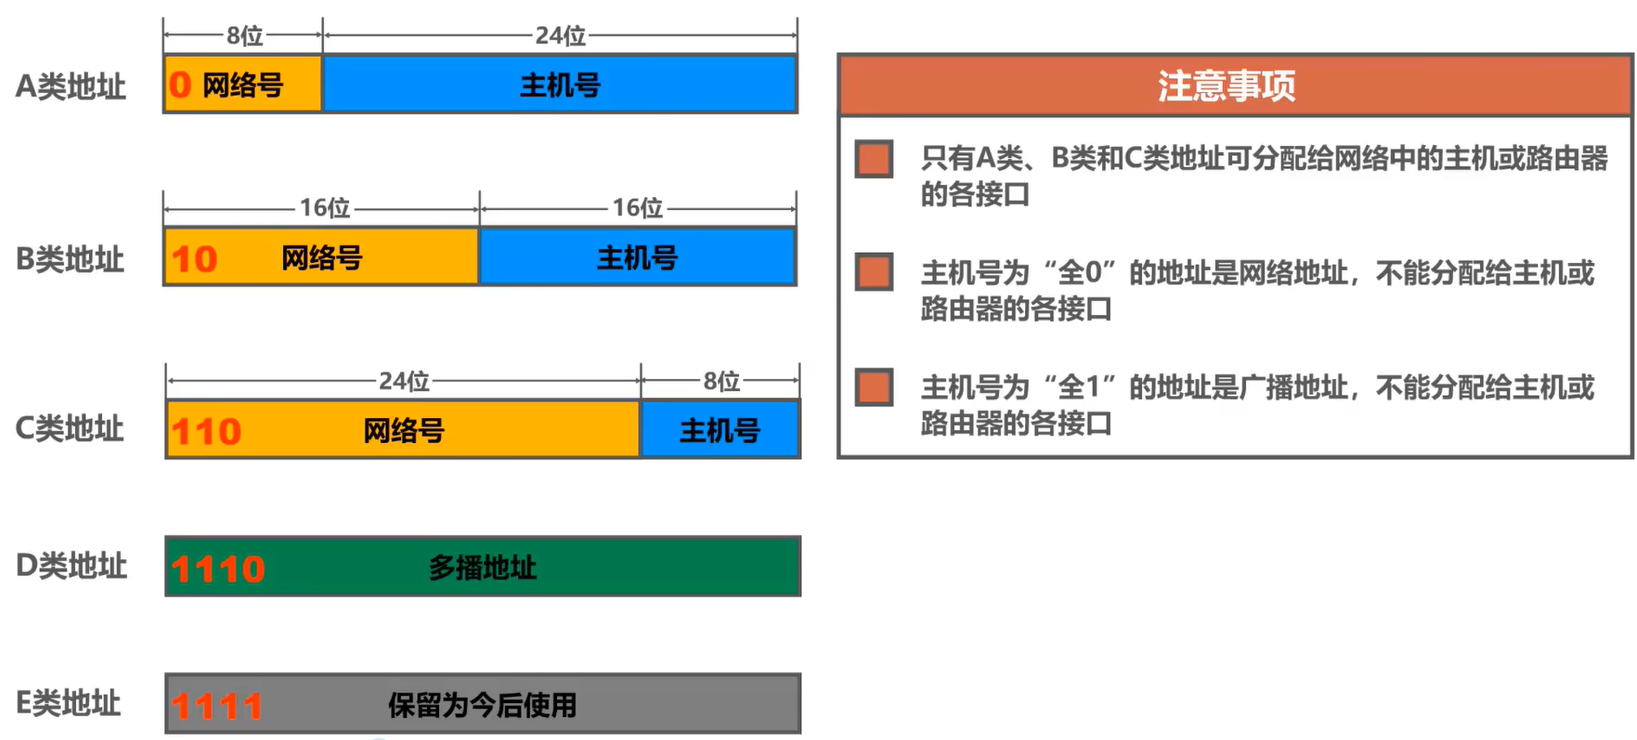 8位
24位
A类地址
0 网络号
主机号
16位
16位
B类地址
10 网络号
主机号
24位
8位
C类地址
110 网络号
主机号
D类地址
1110 多播地址
E类地址
1111 保留为今后使用
注意事项
只有A类、B类和C类地址可分配给网络中的主机或路由器
的各接口
主机号为“全0”的地址是网络地址，不能分配给主机或
路由器的各接口
主机号为“全1”的地址是广播地址，不能分配给主机或
路由器的各接口